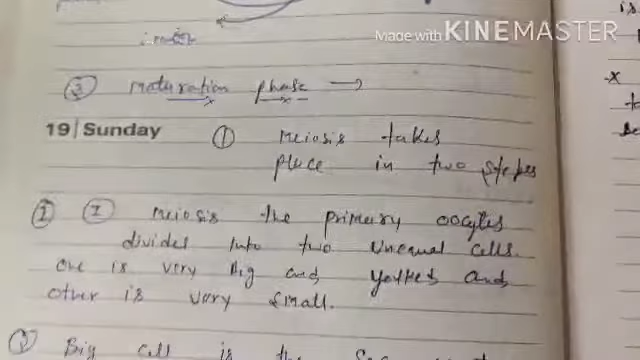 Made with KINEMASTER
is
③ maturation phase →
19 | Sunday
① Meiosis takes
place in two steps
① I Meiosis the primary oocytes
divides into two unequal cells.
one is very big and yolked and
other is very small.
② Big cell is the